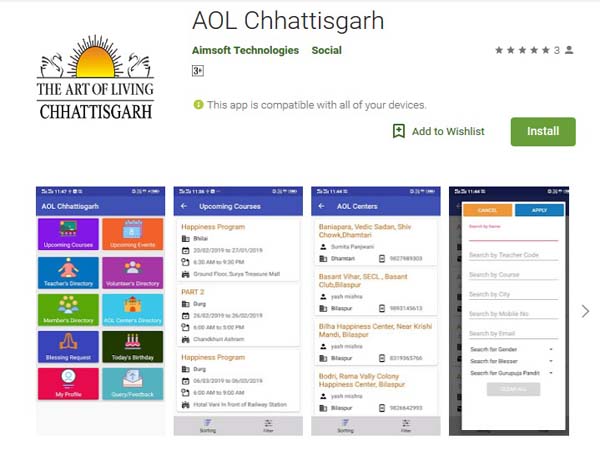 AOL Chhattisgarh
Aimsoft Technologies Social
3
3+
This app is compatible with all of your devices.
Add to Wishlist
Install
THE ART OF LIVING
CHHATTISGARH
11:47
AOL Chhattisgarh
Upcoming Courses
Upcoming Events
Teacher's Directory
Volunteer's Directory
Member's Directory
AOL Center's Directory
Blessing Request
Today's Birthday
My Profile
Query/Feedback
Upcoming Courses
Happiness Program
Bhilai
20/02/2019 to 27/01/2019
6:30 AM to 9:30 PM
Ground Floor, Surya Treasure Mall
PART 2
Durg
26/02/2019 to 26/02/2019
6:00 AM to 5:00 PM
Chandkhuri Ashram
Happiness Program
Durg
06/03/2019 to 06/03/2019
6:00 AM to 9:00 AM
Hotel Vani In front of Railway Station
Sorting
Filter
11:44
AOL Centers
Baniapara, Vedic Sadan, Shiv
Chowk,Dhamtari
Sumita Panjwani
Dhamtari 9827989303
Basant Vihar, SECL , Basant
Club,Bilaspur
yash mishra
Bilaspur 9893145613
Bilha Happiness Center, Near Krishi
Mandi, Bilaspur
yash mishra
Bilaspur 8319365766
Bodri, Rama Vally Colony
Happiness Center, Bilaspur
Bilaspur 9826642993
Sorting
Filter
11:44
CANCEL
APPLY
Search by Name
Search by Teacher Code
Search by Course
Search by City
Search by Mobile No
Search by Email
Search for Gender
Search for Blesser
Search for Gurupuja Pandit
CLEAR ALL